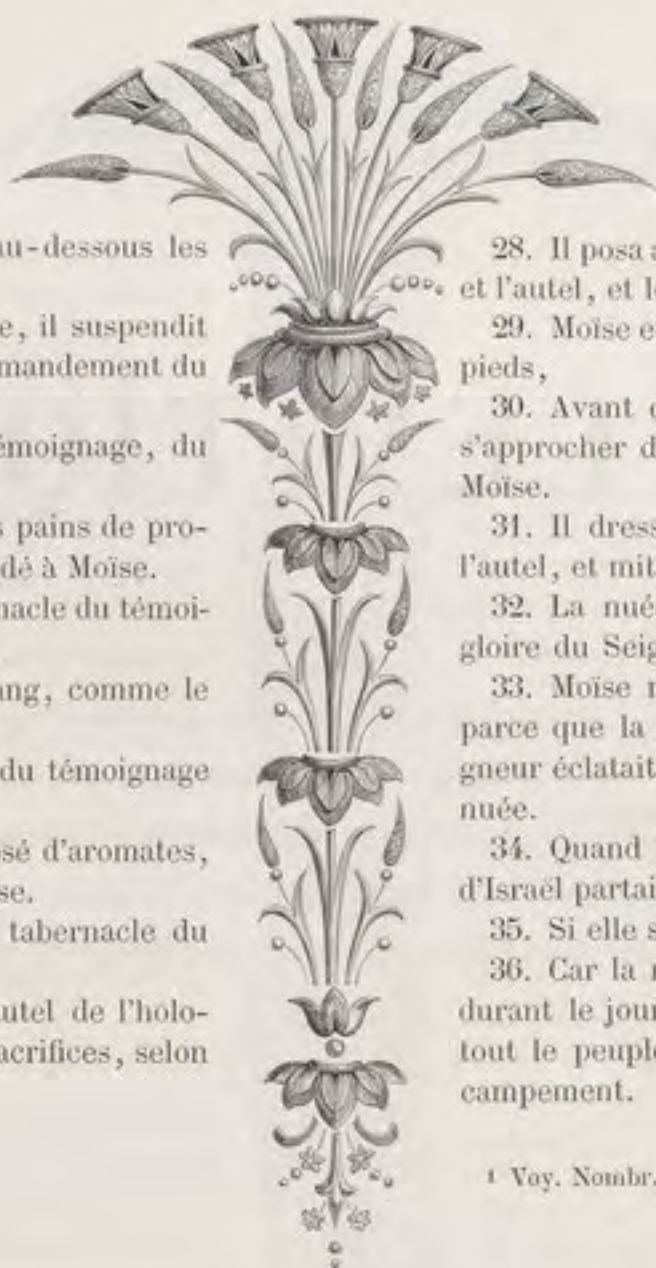 au-dessous les
e, il suspendit
mandement du
émoignage, du
s pains de pro-
dé à Moïse.
nacle du témoi-
ang, comme le
du témoignage
sé d'aromates,
se.
tabernacle du
utel de l'holo-
acrifices, selon
28. Il posa a
et l'autel, et l
29. Moïse e
pieds,
30. Avant
s'approcher d
Moïse.
31. Il dress
l'autel, et mit
32. La nué
gloire du Seig
33. Moïse
parce que la
gneur éclatait
nuée.
34. Quand
d'Israël partai
35. Si elle s
36. Car la
durant le jour
tout le peupl
campement.
1 Voy. Nombr.